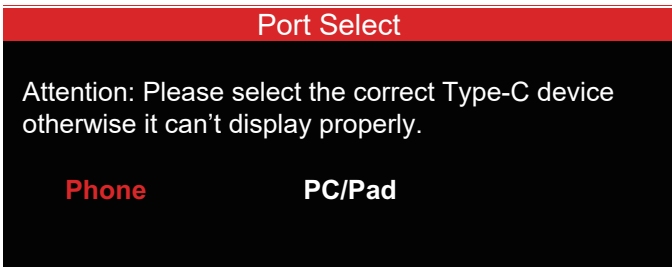 Port Select
Attention: Please select the correct Type-C device
otherwise it can’t display properly.
Phone PC/Pad